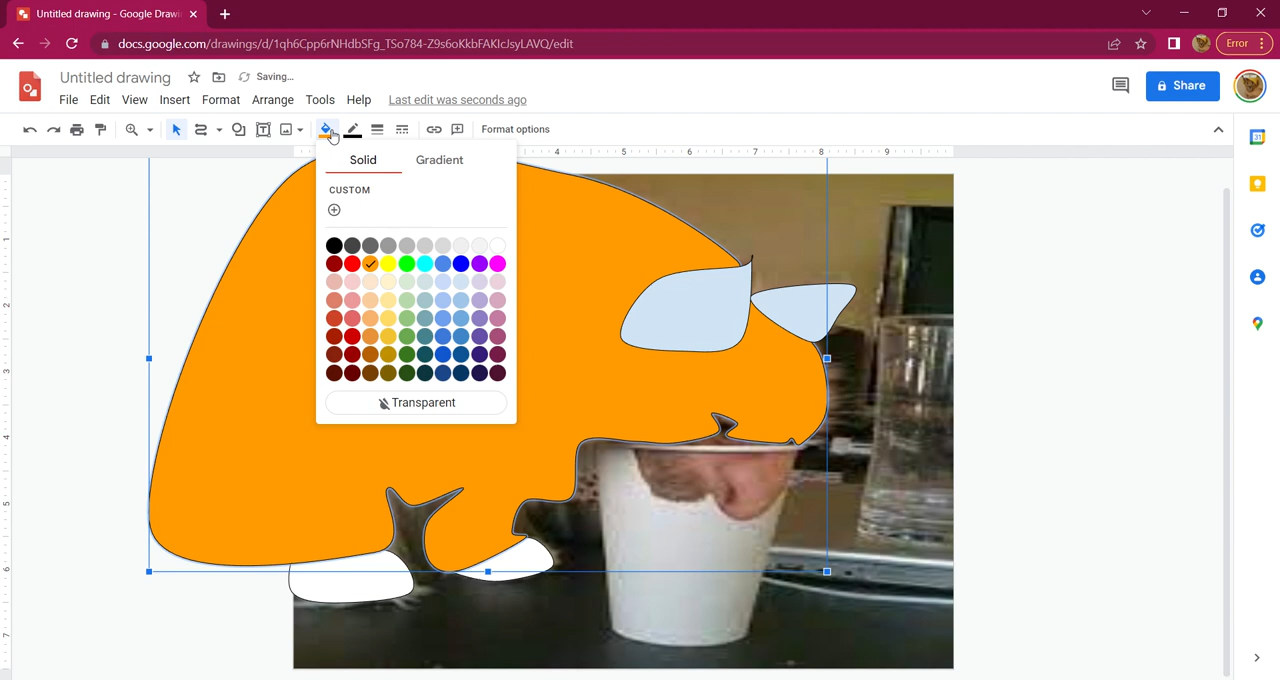 Untitled drawing - Google Drawi
docs.google.com/drawings/d/1qh6Cpp6rNHdbSFg_TSo784-Z9s6oKkbFAKIcJsyLAVQ/edit
Error
Untitled drawing
Saving...
File Edit View Insert Format Arrange Tools Help Last edit was seconds ago
Share
Format options
4 5 6 7 8 9
Solid Gradient
CUSTOM
Transparent
1
2
3
4
5
6
7
31